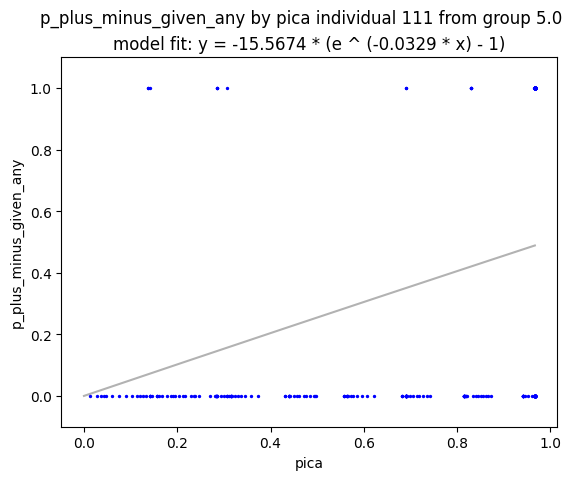 p_plus_minus_given_any by pica individual 111 from group 5.0
model fit: y = -15.5674 * (e ^ (-0.0329 * x) - 1)
1.0
0.8
0.6
0.4
0.2
0.0
p_plus_minus_given_any
0.0 0.2 0.4 0.6 0.8 1.0
pica